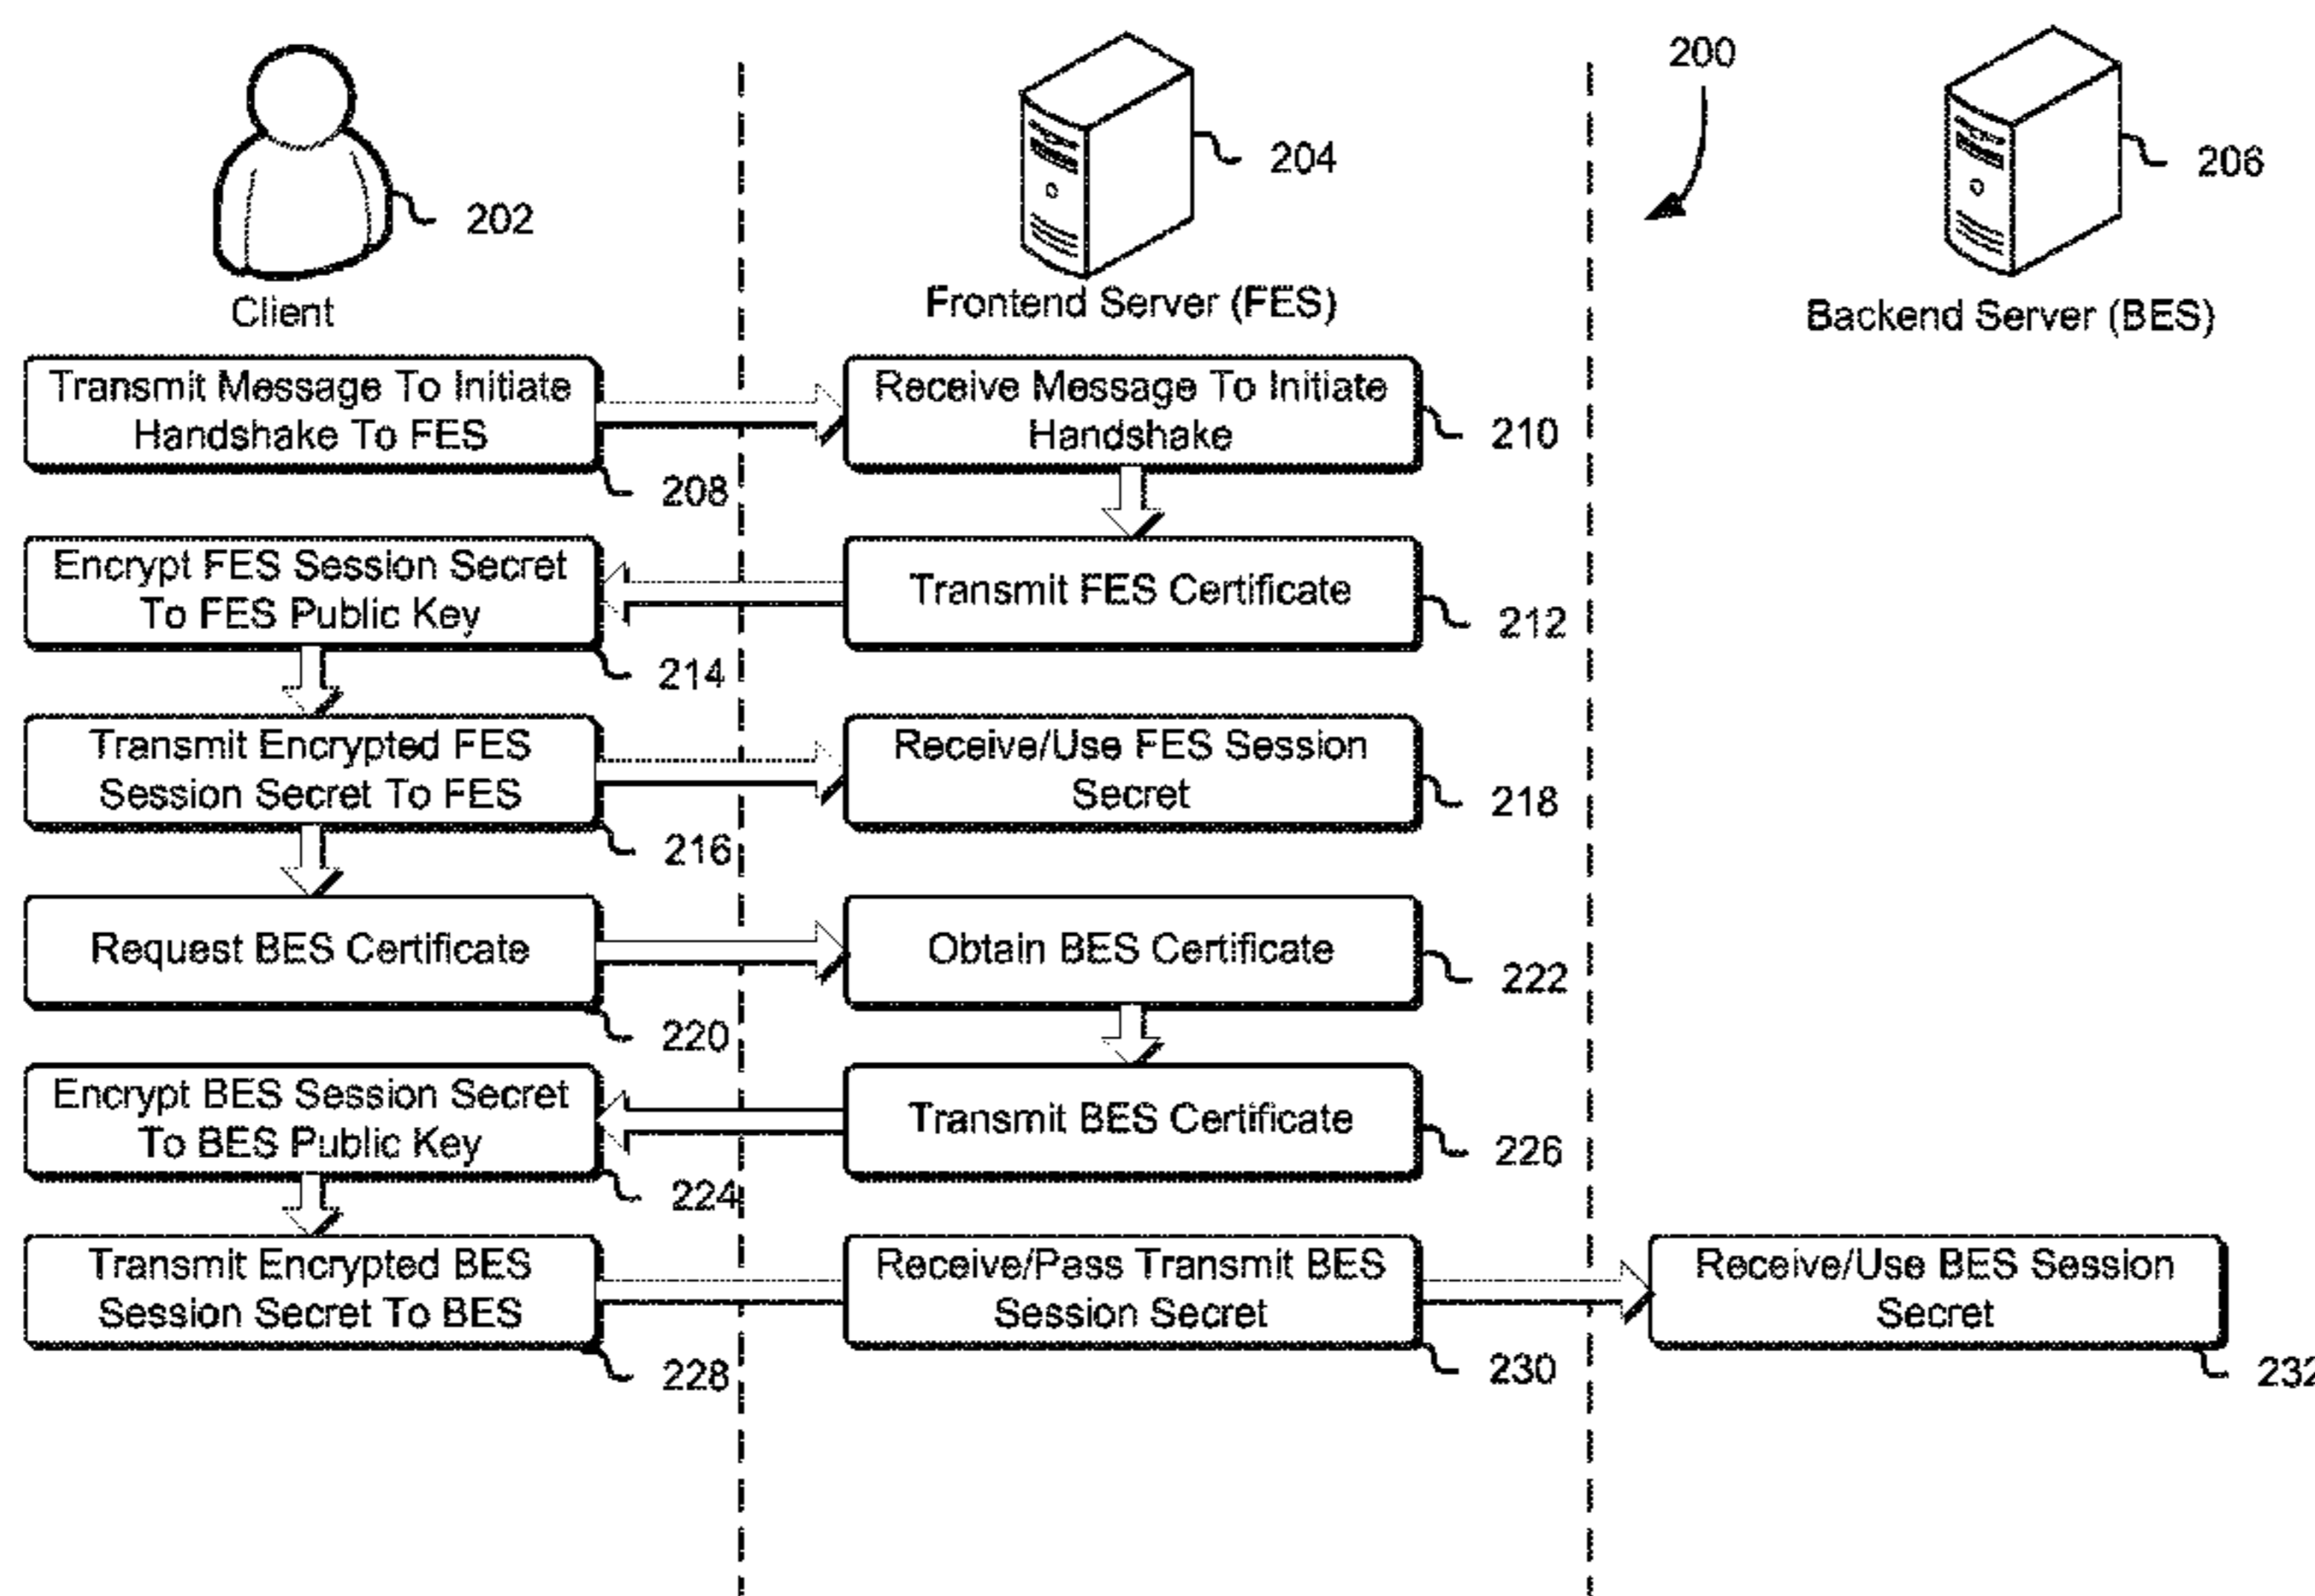 200
204
206
202
Client
Frontend Server (FES)
Backend Server (BES)
Transmit Message To Initiate
Handshake To FES
208
Receive Message To Initiate
Handshake
210
Transmit FES Certificate
212
Encrypt FES Session Secret
To FES Public Key
214
Transmit Encrypted FES
Session Secret To FES
216
Receive/Use FES Session
Secret
218
Request BES Certificate
220
Obtain BES Certificate
222
Transmit BES Certificate
226
Encrypt BES Session Secret
To BES Public Key
224
Transmit Encrypted BES
Session Secret To BES
228
Receive/Pass Transmit BES
Session Secret
230
Receive/Use BES Session
Secret
232